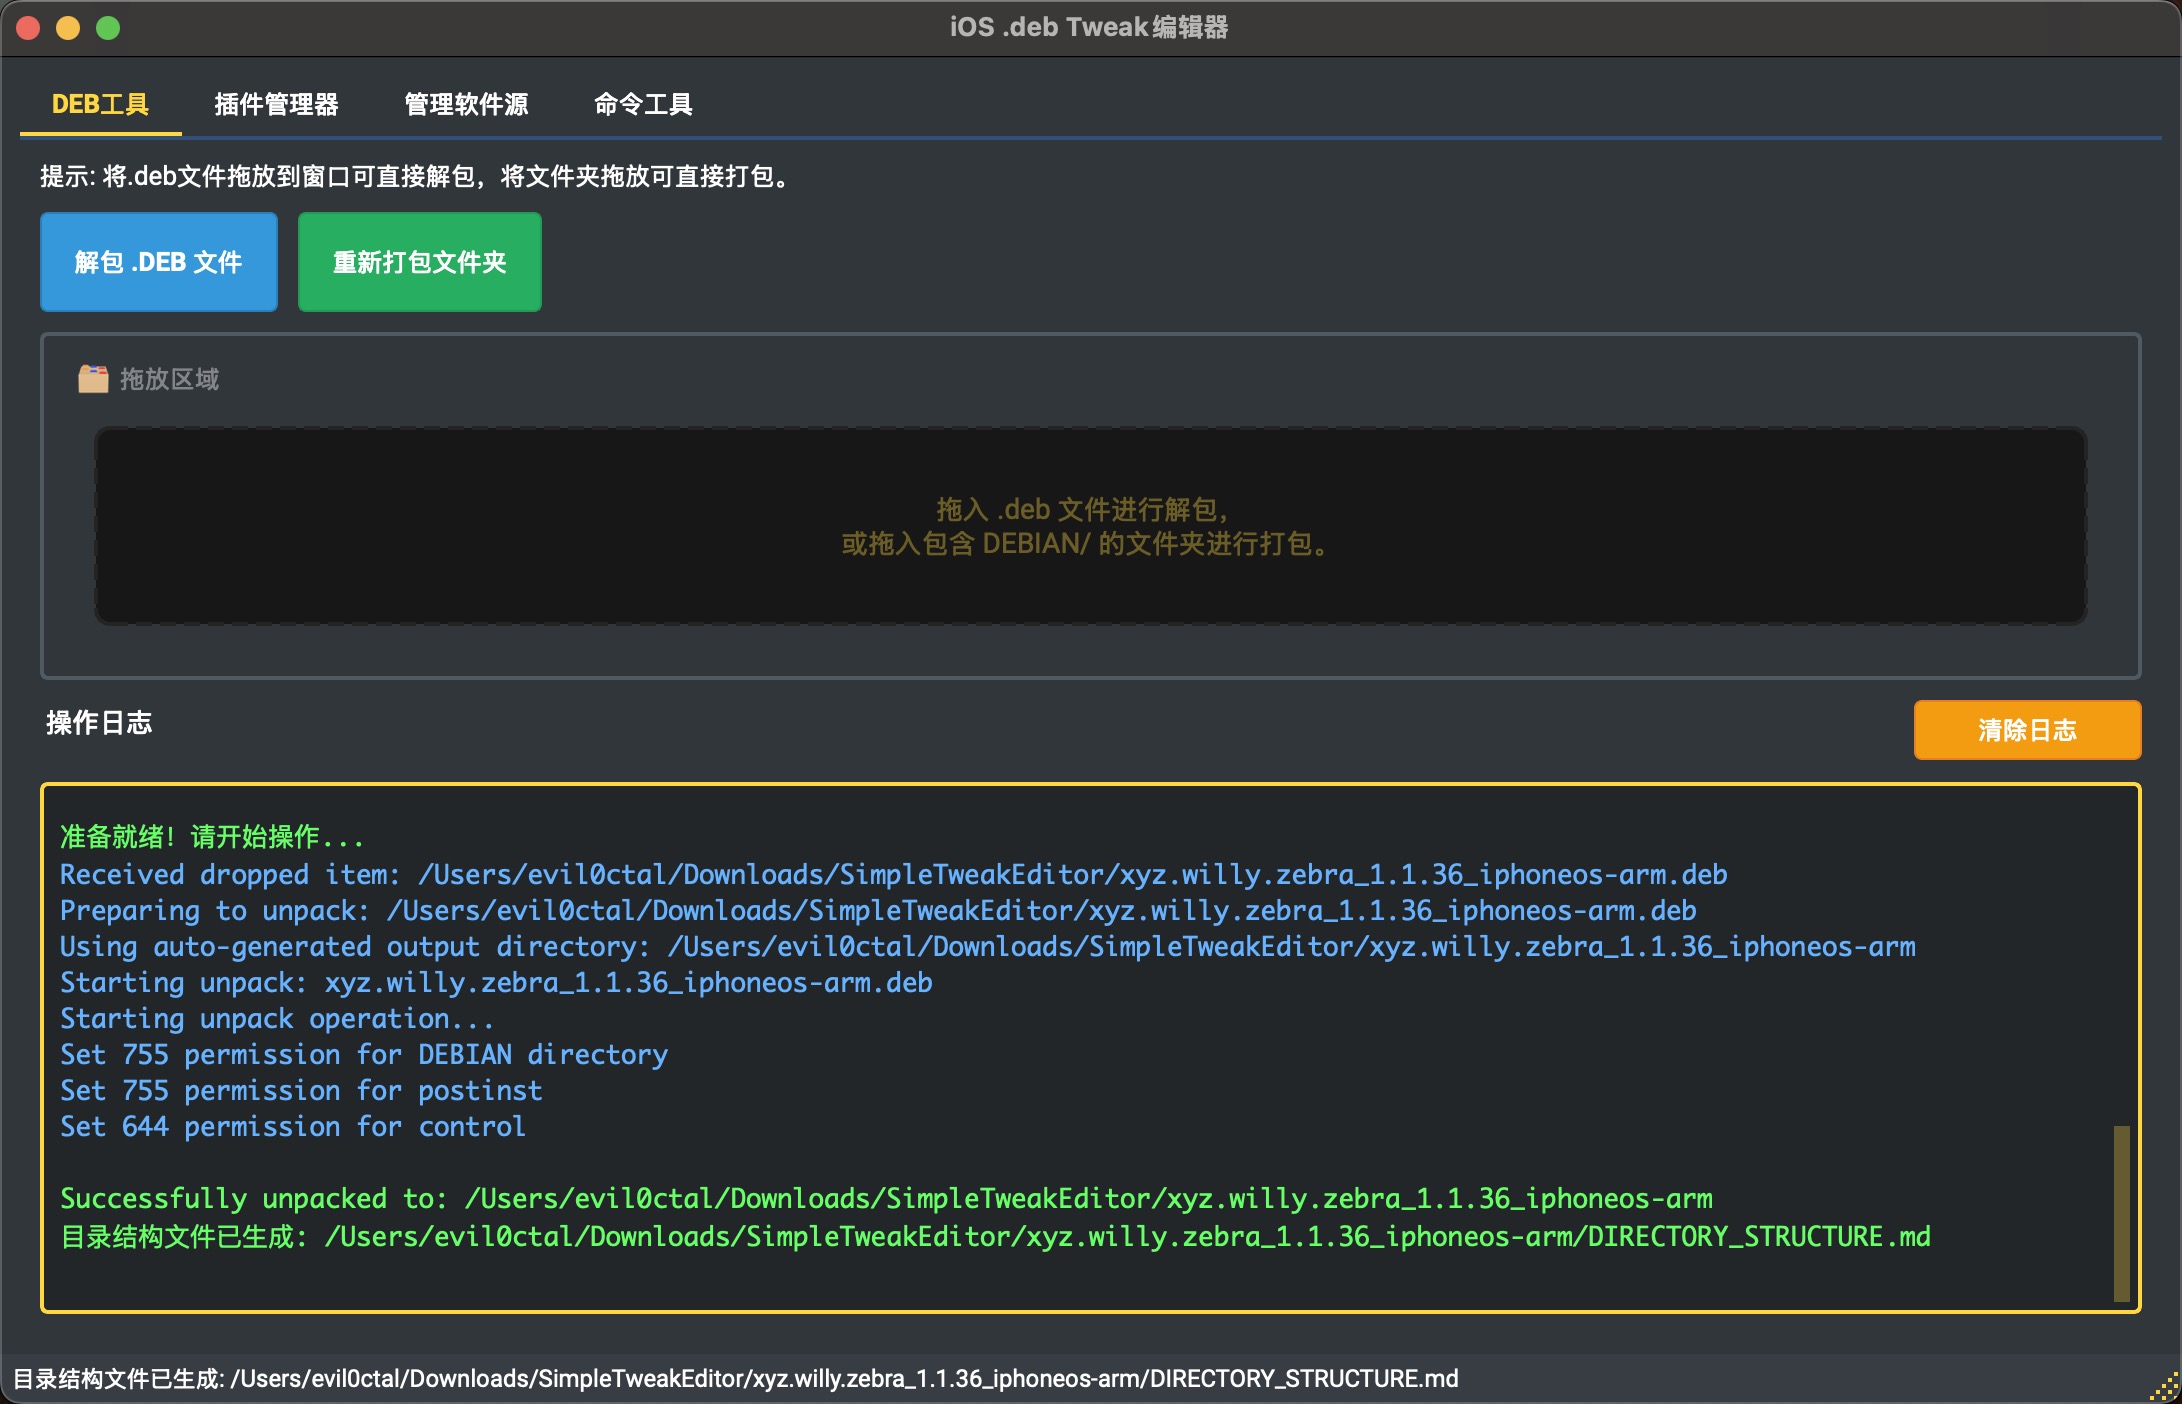 iOS .deb Tweak编辑器
DEB工具
插件管理器
管理软件源
命令工具
提示: 将.deb文件拖放到窗口可直接解包，将文件夹拖放可直接打包。
解包 .DEB 文件
重新打包文件夹
拖放区域
拖入 .deb 文件进行解包，
或拖入包含 DEBIAN/ 的文件夹进行打包。
操作日志
清除日志
准备就绪！请开始操作...
Received dropped item: /Users/evil0ctal/Downloads/SimpleTweakEditor/xyz.willy.zebra_1.1.36_iphoneos-arm.deb
Preparing to unpack: /Users/evil0ctal/Downloads/SimpleTweakEditor/xyz.willy.zebra_1.1.36_iphoneos-arm.deb
Using auto-generated output directory: /Users/evil0ctal/Downloads/SimpleTweakEditor/xyz.willy.zebra_1.1.36_iphoneos-arm
Starting unpack: xyz.willy.zebra_1.1.36_iphoneos-arm.deb
Starting unpack operation...
Set 755 permission for DEBIAN directory
Set 755 permission for postinst
Set 644 permission for control
Successfully unpacked to: /Users/evil0ctal/Downloads/SimpleTweakEditor/xyz.willy.zebra_1.1.36_iphoneos-arm
目录结构文件已生成: /Users/evil0ctal/Downloads/SimpleTweakEditor/xyz.willy.zebra_1.1.36_iphoneos-arm/DIRECTORY_STRUCTURE.md
目录结构文件已生成: /Users/evil0ctal/Downloads/SimpleTweakEditor/xyz.willy.zebra_1.1.36_iphoneos-arm/DIRECTORY_STRUCTURE.md